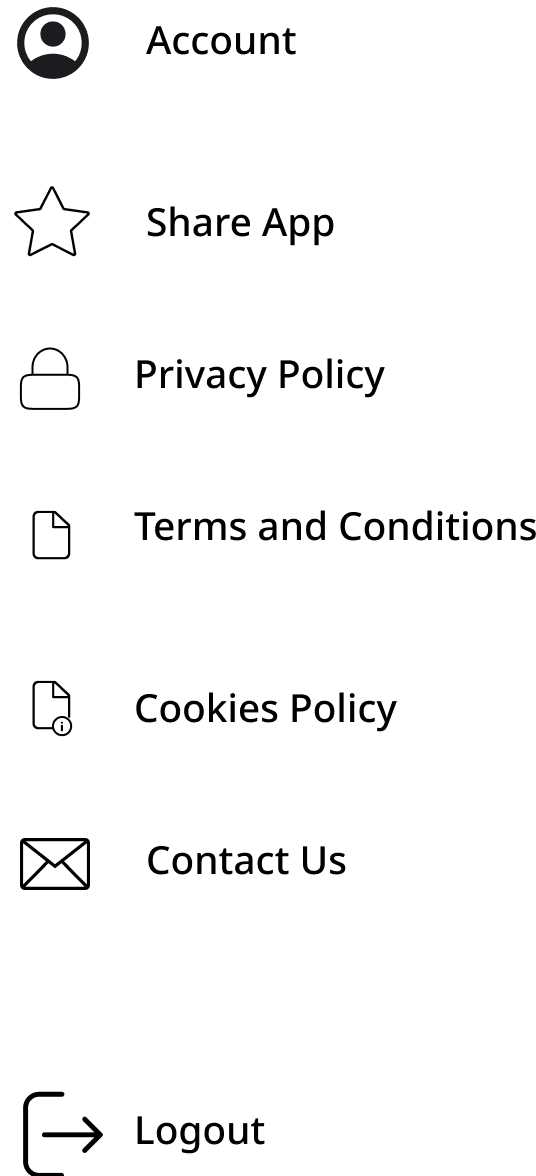 Account
Share App
Privacy Policy
Terms and Conditions
Cookies Policy
Contact Us
Logout